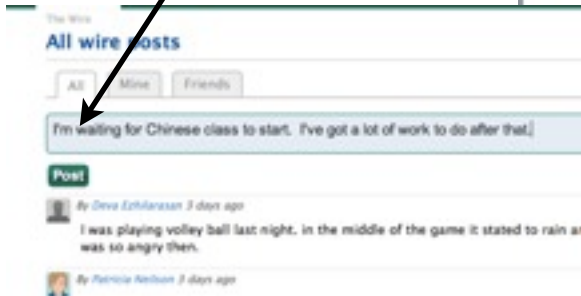 The Wire
All wire posts
All Mine Friends
I'm waiting for Chinese class to start. I've got a lot of work to do after that.
Post
By Deva Ezhilarasan 3 days ago
I was playing volley ball last night. in the middle of the game it stated to rain
was so angry then.
By Patricia Neilson 3 days ago